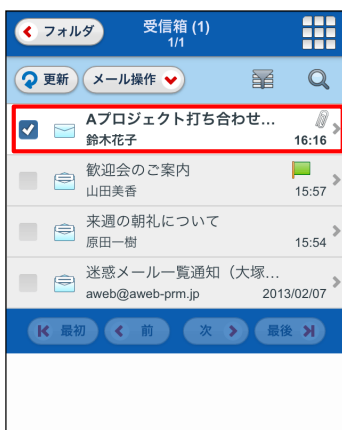 フォルダ
受信箱 (1)
1/1
更新
メール操作
Aプロジェクト打ち合わせ...
鈴木花子
16:16
歓迎会のご案内
山田美香
15:57
来週の朝礼について
原田一樹
15:54
迷惑メール一覧通知（大塚...
aweb@aweb-prm.jp
2013/02/07
最初
前
次
最後